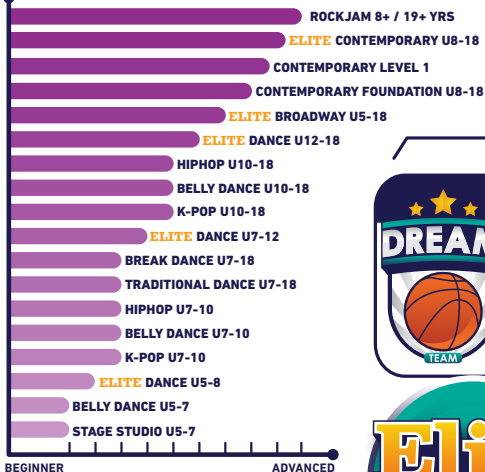 ROCKJAM 8+ / 19+ YRS
ELITE CONTEMPORARY U8-18
CONTEMPORARY LEVEL 1
CONTEMPORARY FOUNDATION U8-18
ELITE BROADWAY U5-18
ELITE DANCE U12-18
HIPHOP U10-18
BELLY DANCE U10-18
K-POP U10-18
ELITE DANCE U7-12
BREAK DANCE U7-18
TRADITIONAL DANCE U7-18
HIPHOP U7-10
BELLY DANCE U7-10
K-POP U7-10
ELITE DANCE U5-8
BELLY DANCE U5-7
STAGE STUDIO U5-7
BEGINNER ADVANCED
DREAM
TEAM
Eli